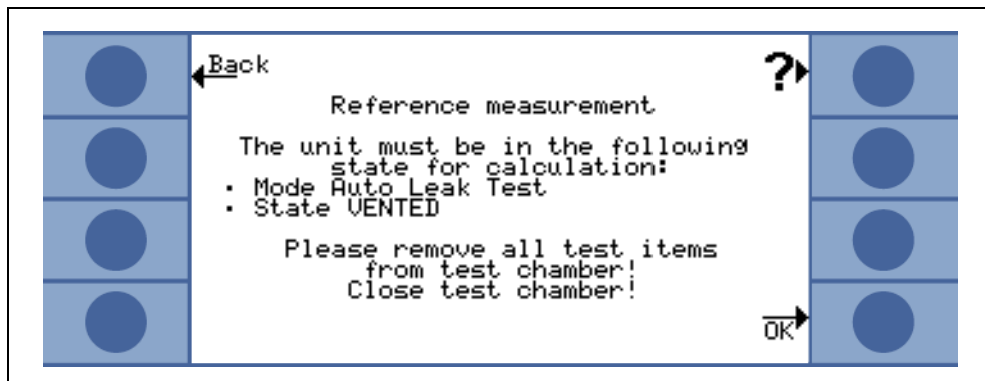 Back
?
Reference measurement
The unit must be in the following
state for calculation:
· Mode Auto Leak Test
· State VENTED
Please remove all test items
from test chamber!
Close test chamber!
OK